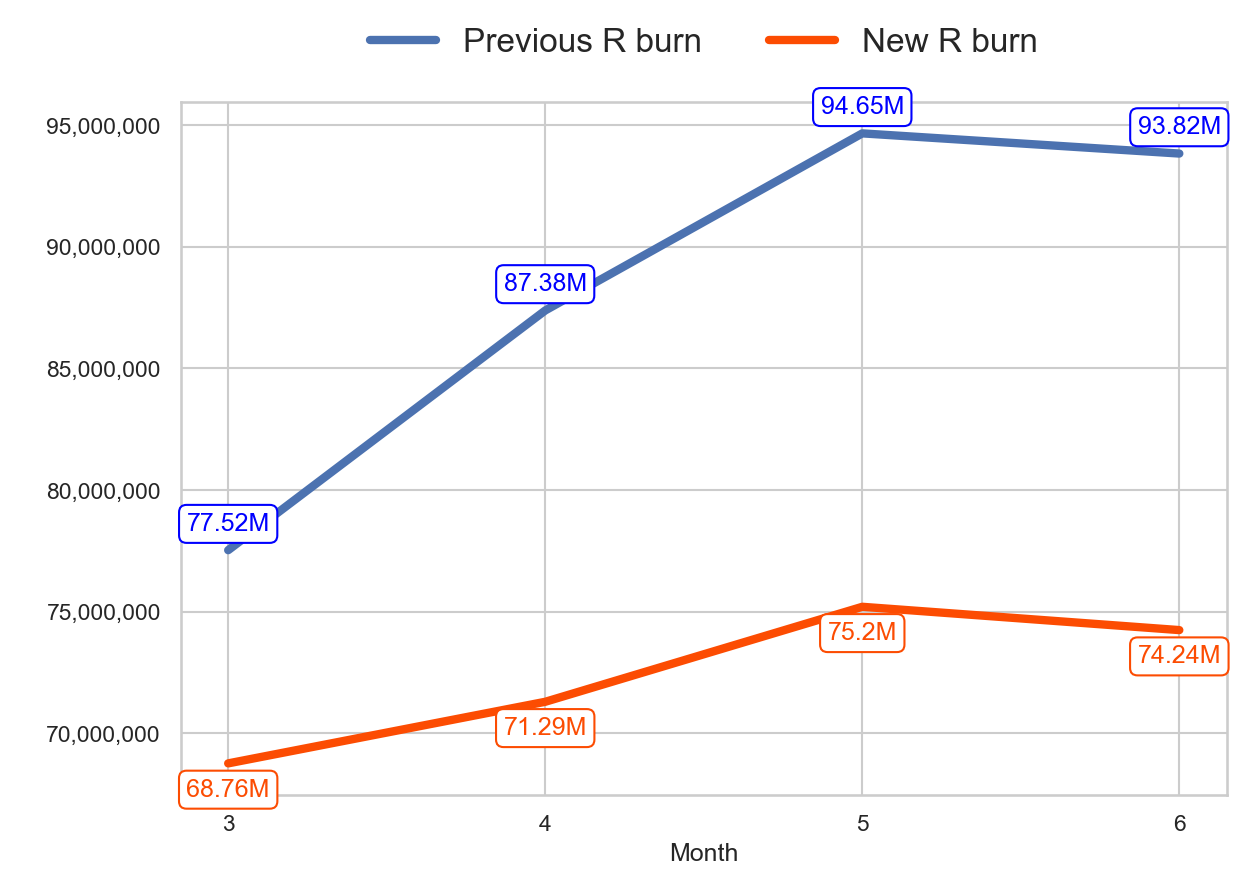 Previous R burn New R burn
94.65M
95,000,000
93.82M
90,000,000
87.38M
85,000,000
80,000,000
77.52M
75,000,000
75.2M
74.24M
71.29M
70,000,000
68.76M
3 4 5 6
Month